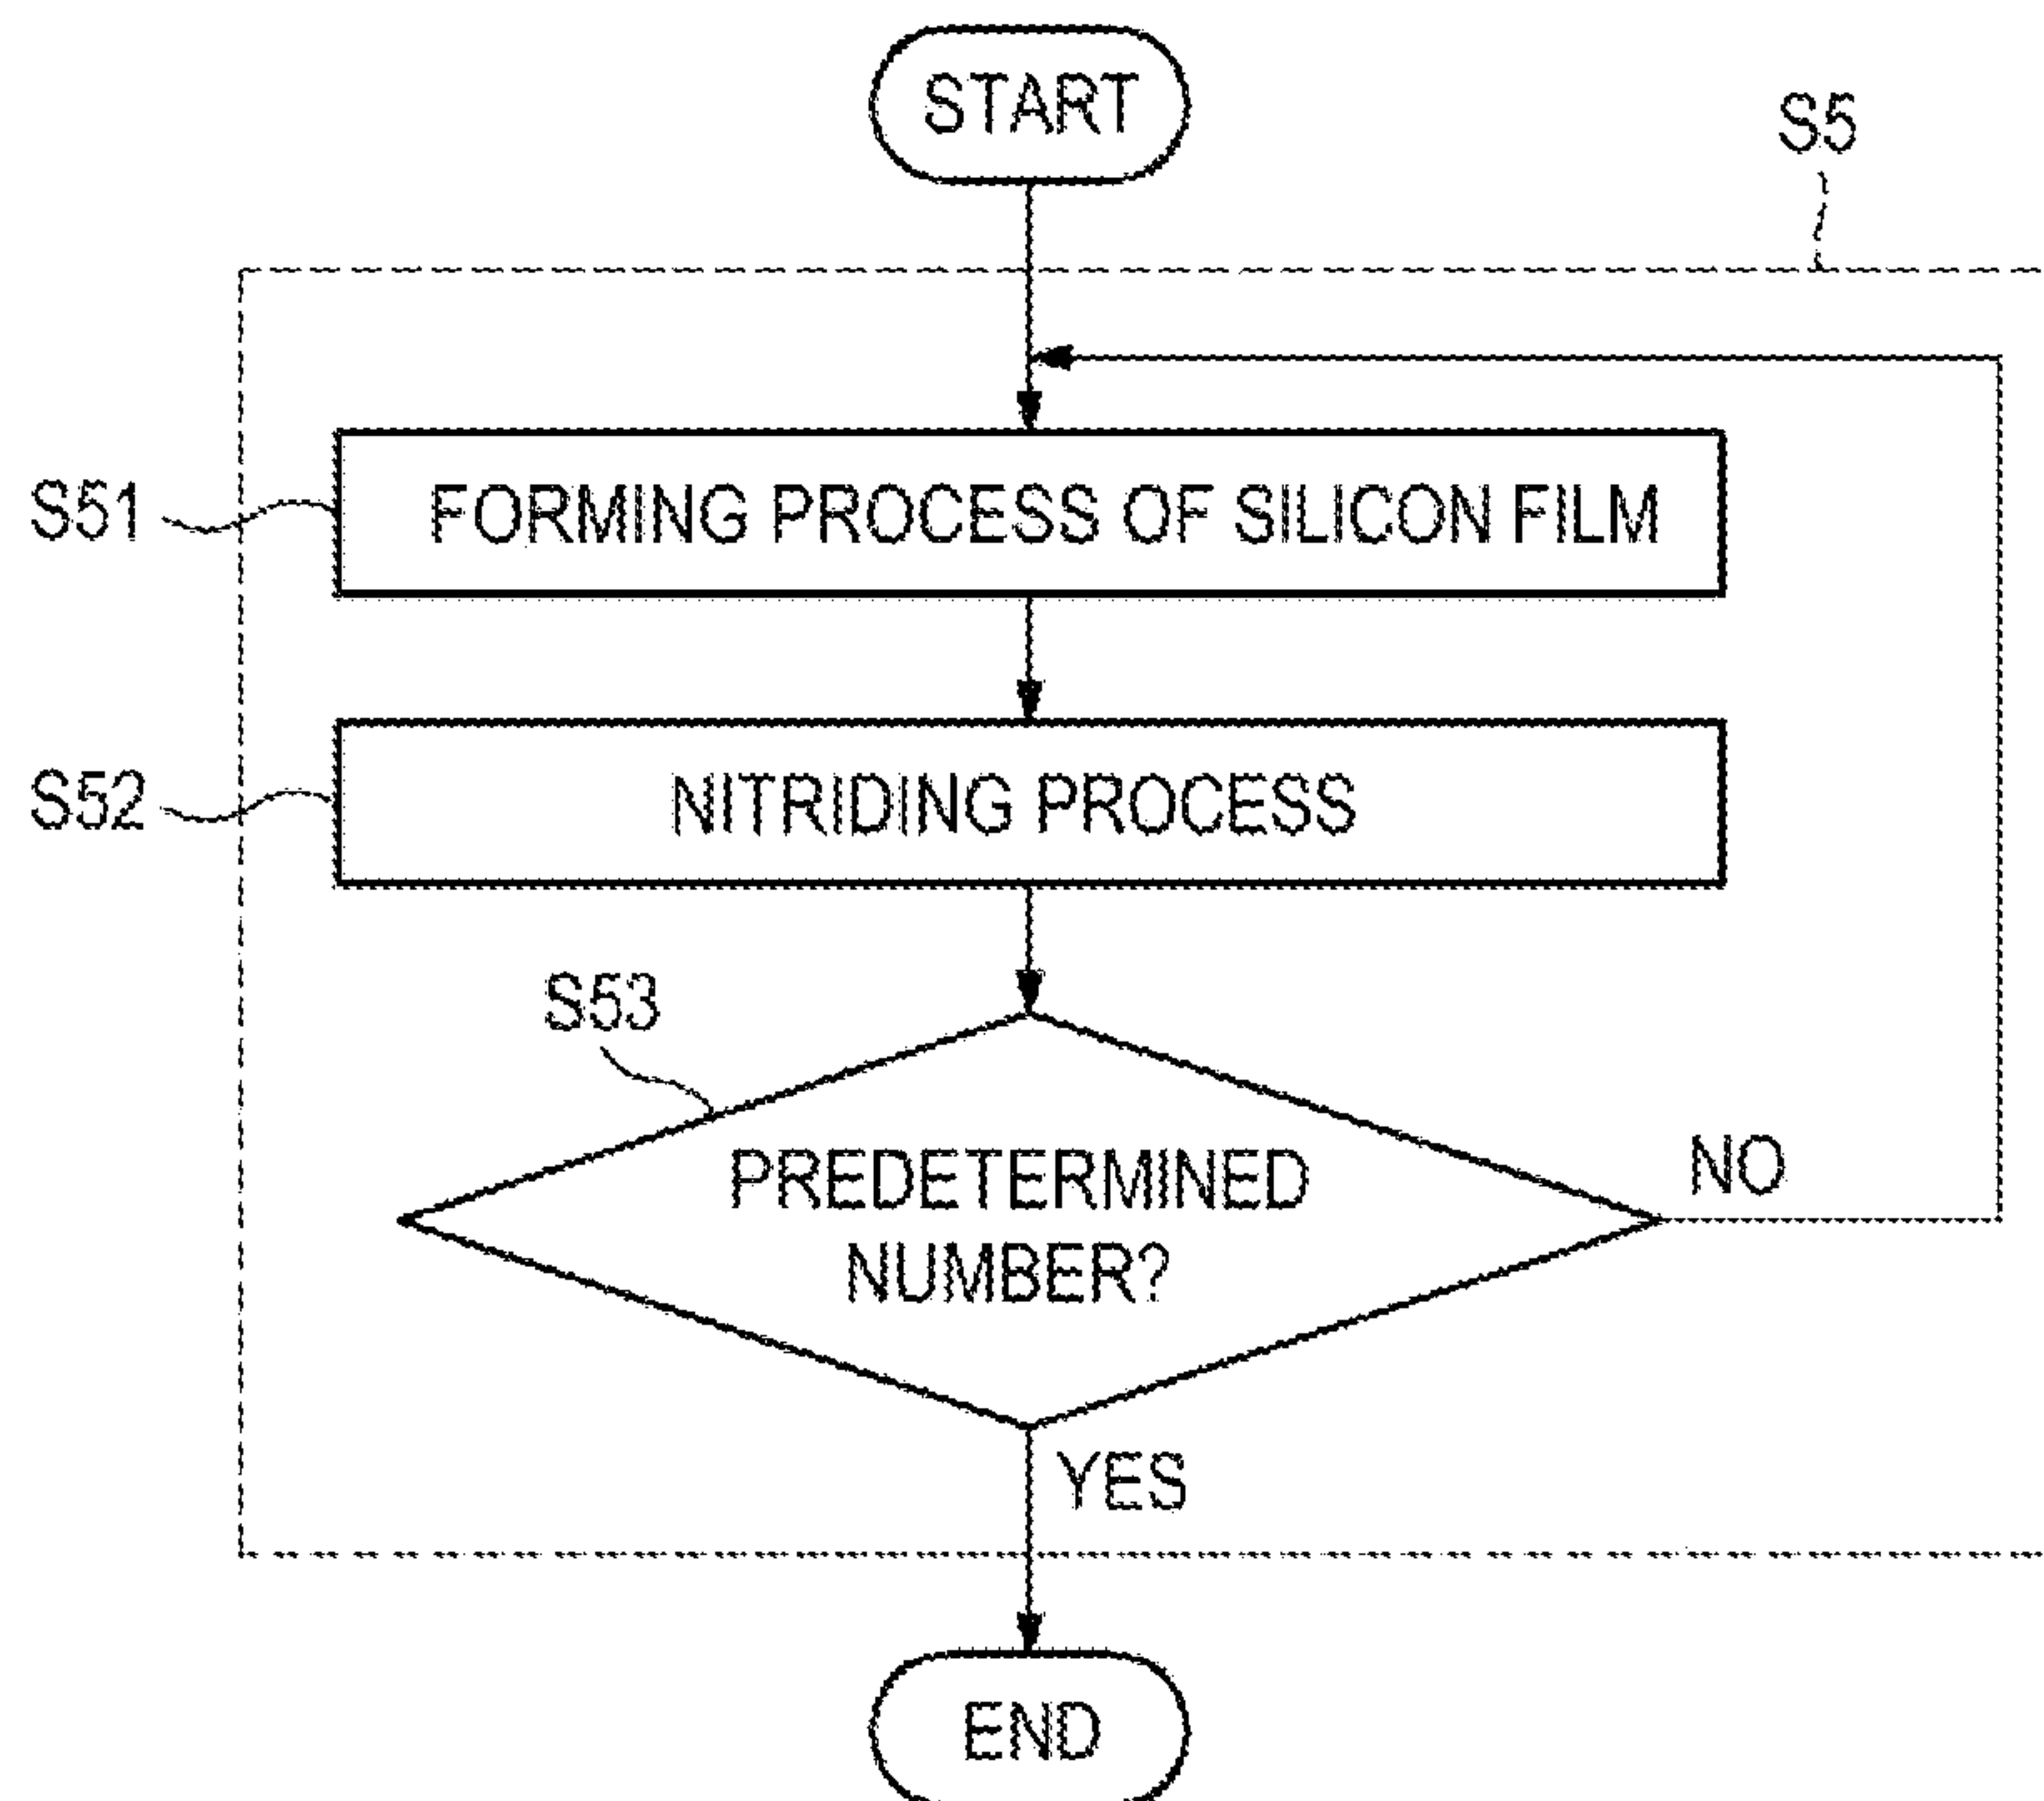 START
S5
S51
FORMING PROCESS OF SILICON FILM
S52
NITRIDING PROCESS
S53
PREDETERMINED
NUMBER?
NO
YES
END